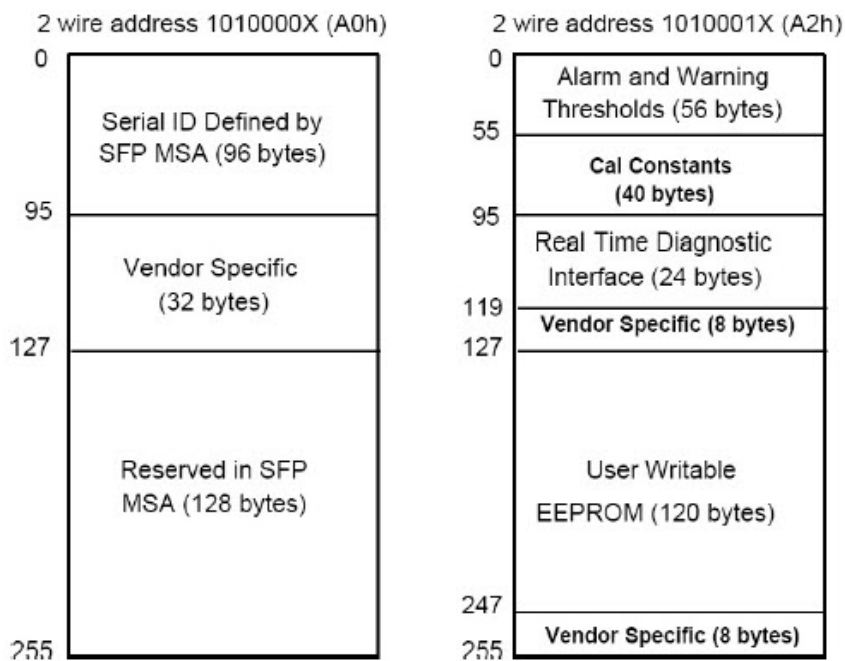 2 wire address 1010000X (A0h)
0
Serial ID Defined by
SFP MSA (96 bytes)
95
Vendor Specific
(32 bytes)
127
Reserved in SFP
MSA (128 bytes)
255
2 wire address 1010001X (A2h)
0
Alarm and Warning
Thresholds (56 bytes)
55
Cal Constants
(40 bytes)
95
Real Time Diagnostic
Interface (24 bytes)
119
Vendor Specific (8 bytes)
127
User Writable
EEPROM (120 bytes)
247
Vendor Specific (8 bytes)
255